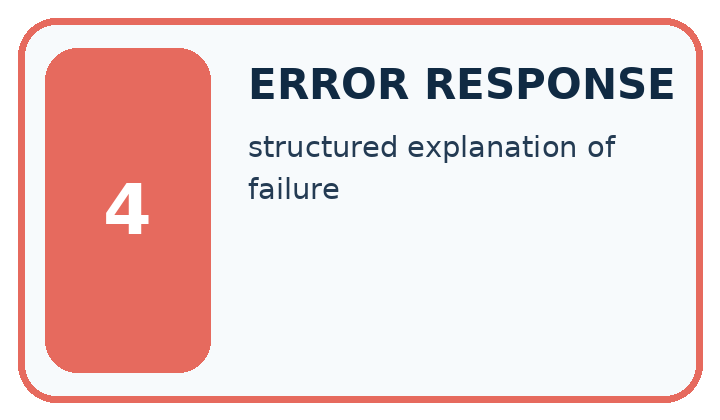 4
ERROR RESPONSE
structured explanation of
failure